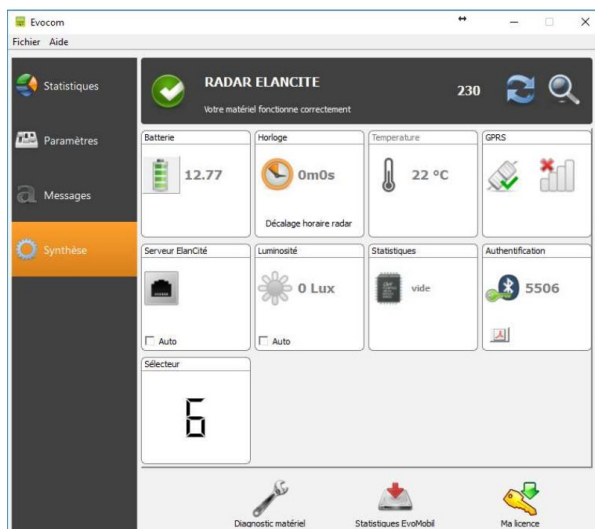 Evocom
Fichier Aide
Statistiques
Paramètres
Messages
Synthèse
RADAR ELANCITE
230
Votre matériel fonctionne correctement
Batterie
12.77
Horloge
0m0s
Décalage horaire radar
Temperature
22 °C
GPRS
Serveur ElanCité
Auto
Luminosité
0 Lux
Auto
Statistiques
vide
Authentification
5506
Sélecteur
6
Diagnostic matériel
Statistiques EvoMobil
Ma licence